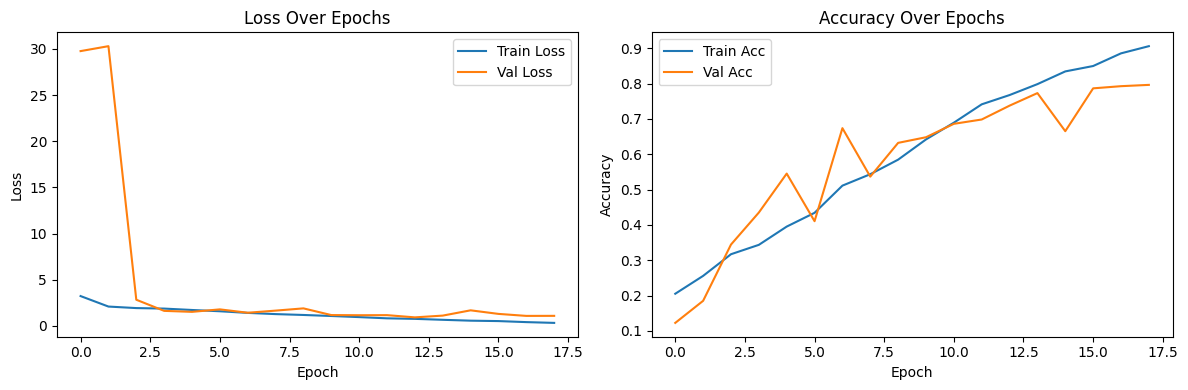 Loss Over Epochs
Train Loss
Val Loss
30
25
20
15
10
5
0
Loss
0.0 2.5 5.0 7.5 10.0 12.5 15.0 17.5
Epoch
Accuracy Over Epochs
Train Acc
Val Acc
0.9
0.8
0.7
0.6
0.5
0.4
0.3
0.2
0.1
Accuracy
0.0 2.5 5.0 7.5 10.0 12.5 15.0 17.5
Epoch